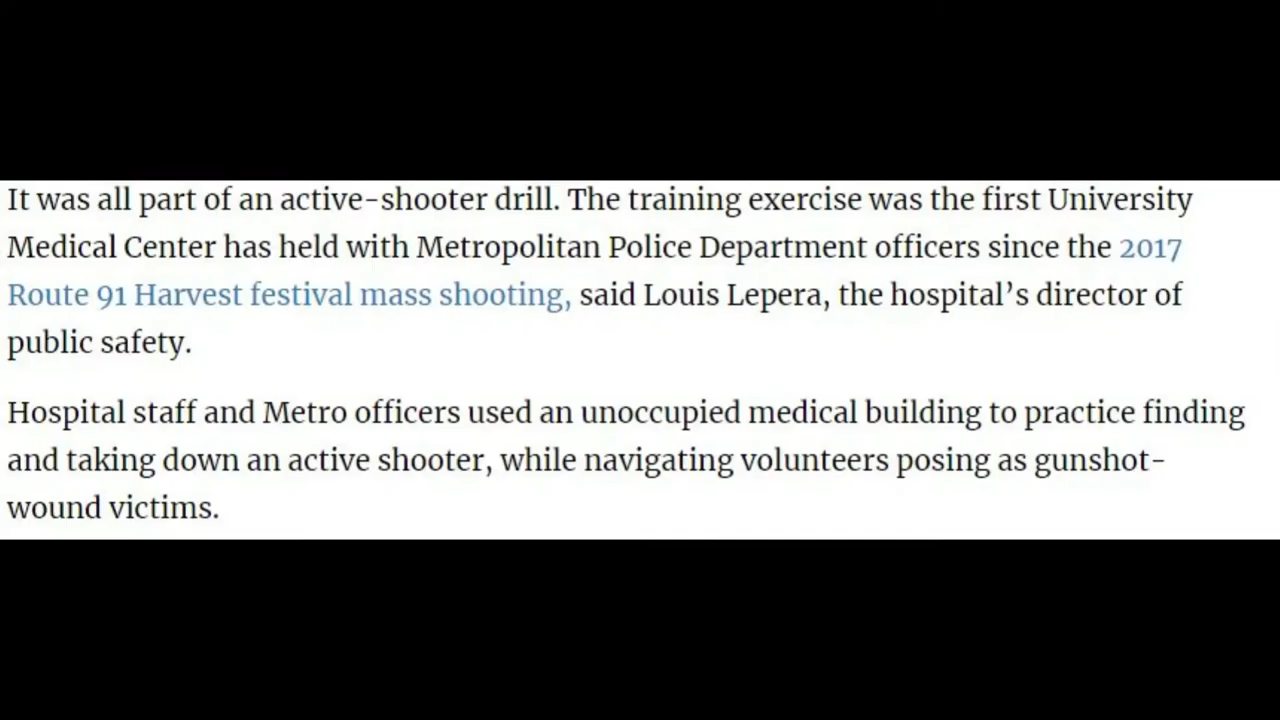 It was all part of an active-shooter drill. The training exercise was the first University
Medical Center has held with Metropolitan Police Department officers since the 2017
Route 91 Harvest festival mass shooting, said Louis Lepera, the hospital’s director of
public safety.
Hospital staff and Metro officers used an unoccupied medical building to practice finding
and taking down an active shooter, while navigating volunteers posing as gunshot-
wound victims.